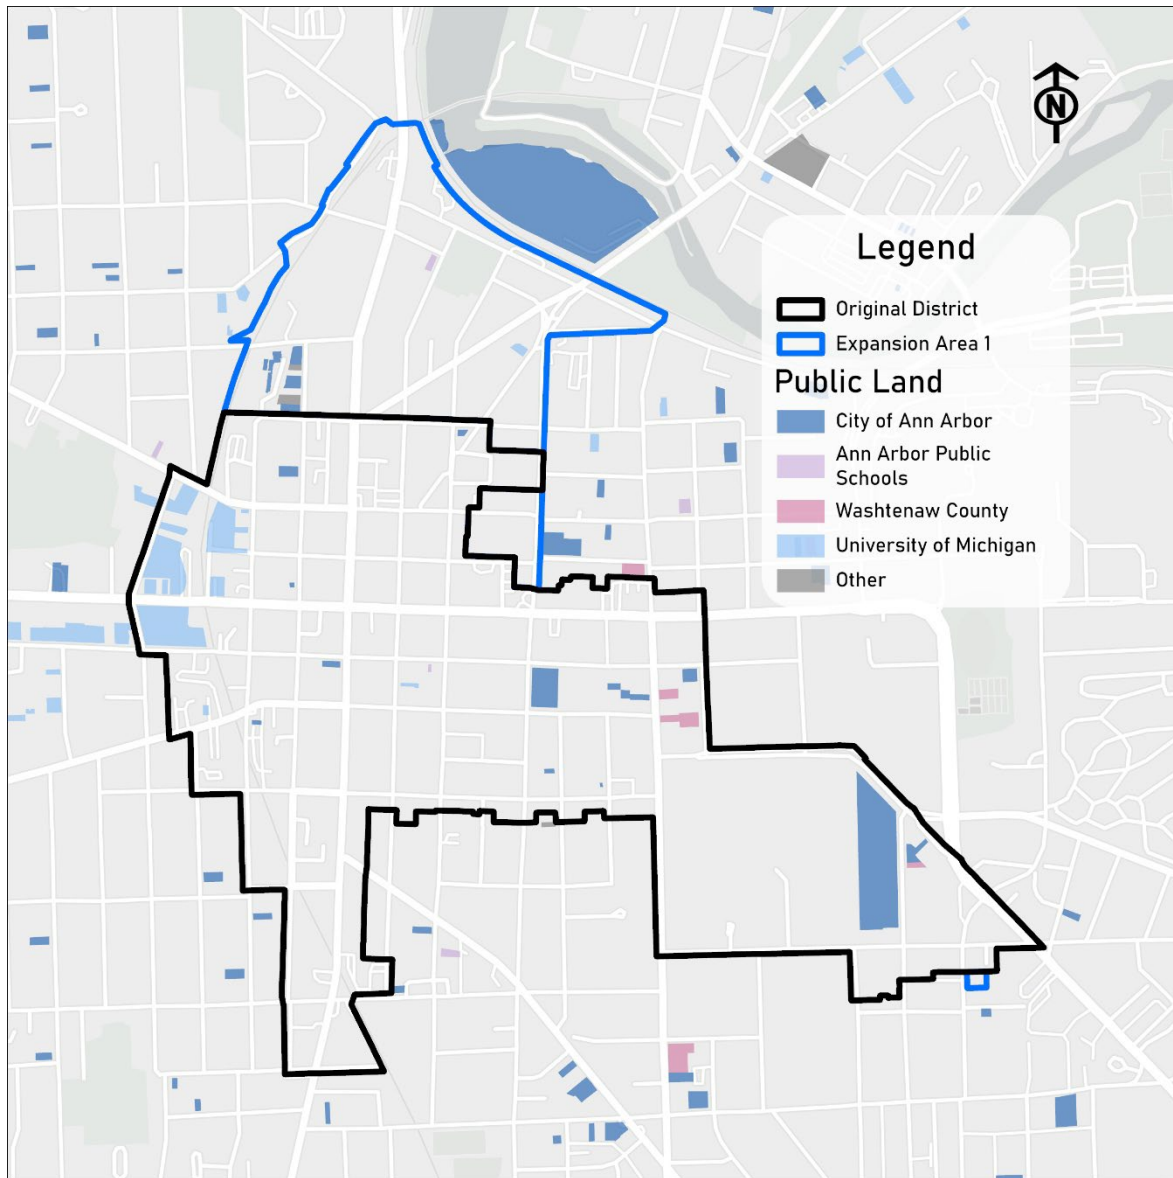 N
Legend
Original District
Expansion Area 1
Public Land
City of Ann Arbor
Ann Arbor Public
Schools
Washtenaw County
University of Michigan
Other